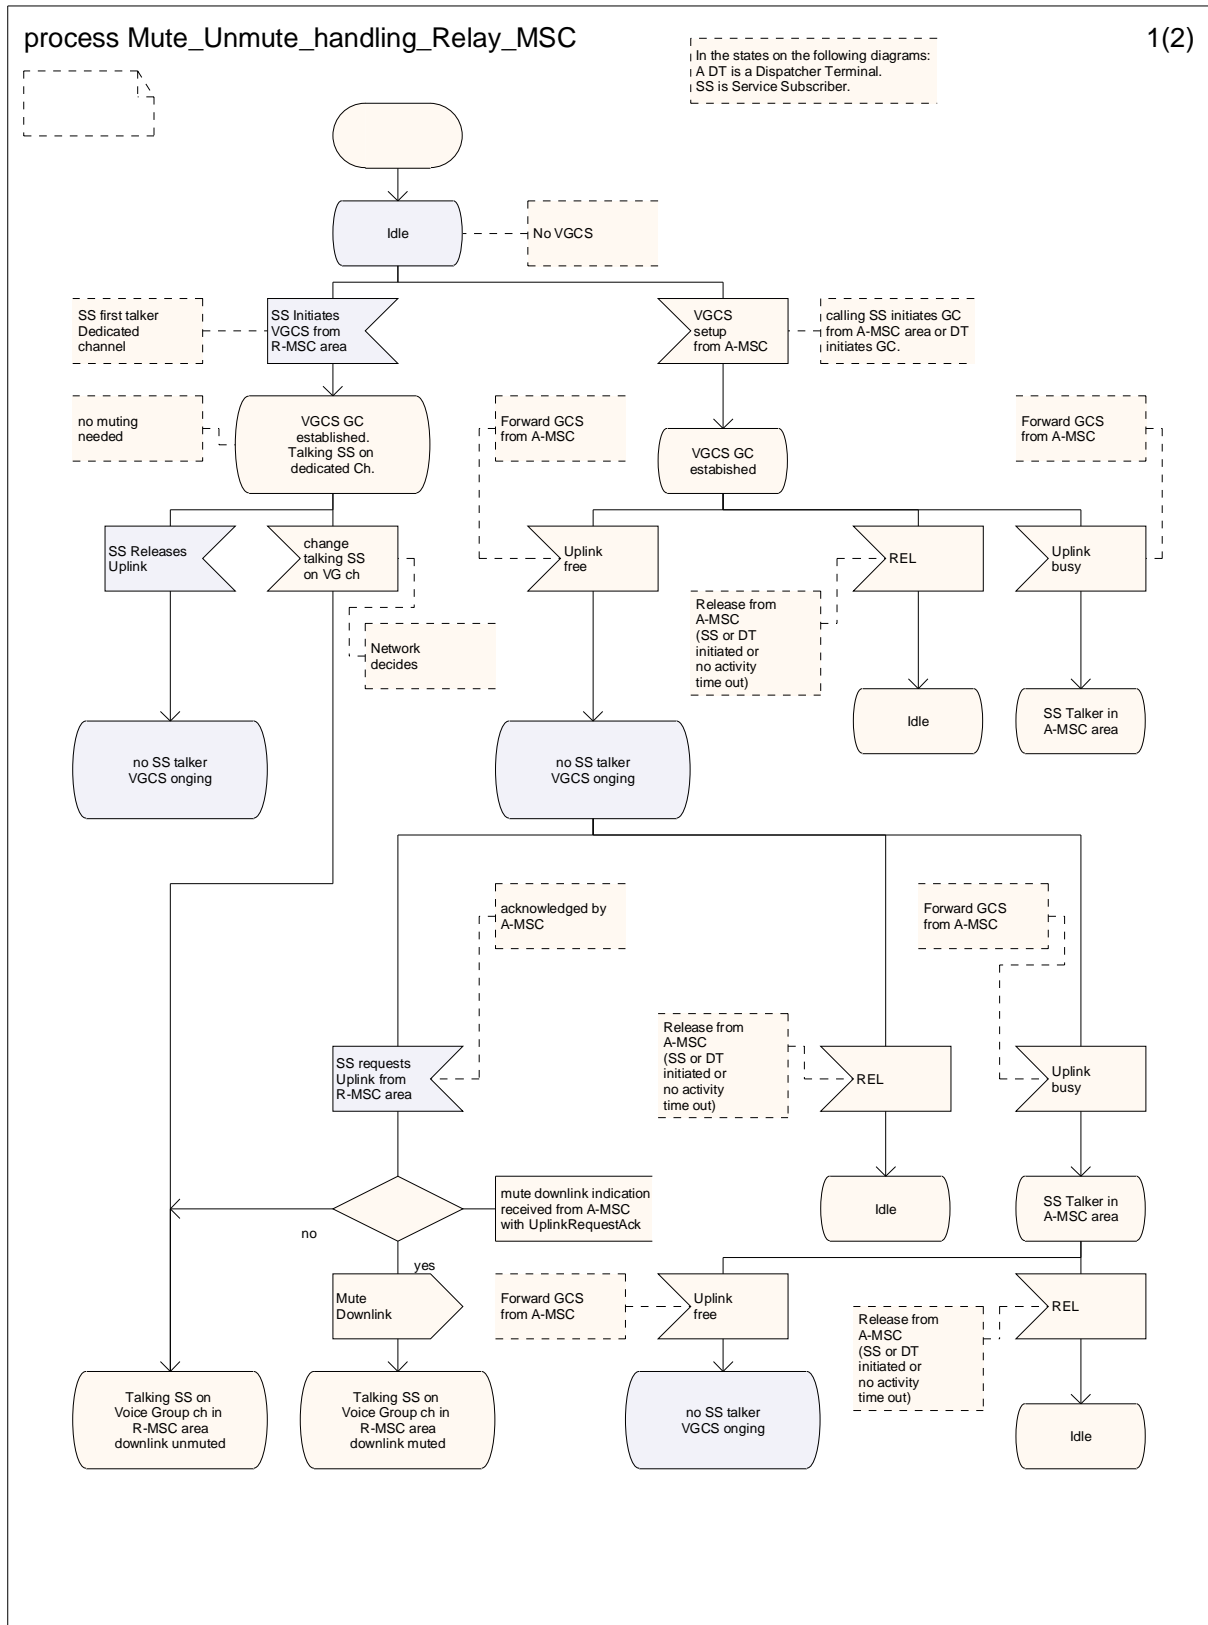 process Mute_Unmute_handling_Relay_MSC
1(2)
In the states on the following diagrams:
A DT is a Dispatcher Terminal.
SS is Service Subscriber.
Idle
No VGCS
SS first talker
Dedicated
channel
SS Initiates
VGCS from
R-MSC area
VGCS
setup
from A-MSC
calling SS initiates GC
from A-MSC area or DT
initiates GC.
no muting
needed
VGCS GC
established.
Talking SS on
dedicated Ch.
Forward GCS
from A-MSC
VGCS GC
estabished
Forward GCS
from A-MSC
SS Releases
Uplink
change
talking SS
on VG ch
Uplink
free
REL
Uplink
busy
Network
decides
Release from
A-MSC
(SS or DT
initiated or
no activity
time out)
Idle
SS Talker in
A-MSC area
no SS talker
VGCS onging
no SS talker
VGCS onging
acknowledged by
A-MSC
Forward GCS
from A-MSC
SS requests
Uplink from
R-MSC area
Release from
A-MSC
(SS or DT
initiated or
no activity
time out)
REL
Uplink
busy
mute downlink indication
received from A-MSC
with UplinkRequestAck
Idle
SS Talker in
A-MSC area
no
yes
Mute
Downlink
Forward GCS
from A-MSC
Uplink
free
Release from
A-MSC
(SS or DT
initiated or
no activity
time out)
REL
Talking SS on
Voice Group ch in
R-MSC area
downlink unmuted
Talking SS on
Voice Group ch in
R-MSC area
downlink muted
no SS talker
VGCS onging
Idle